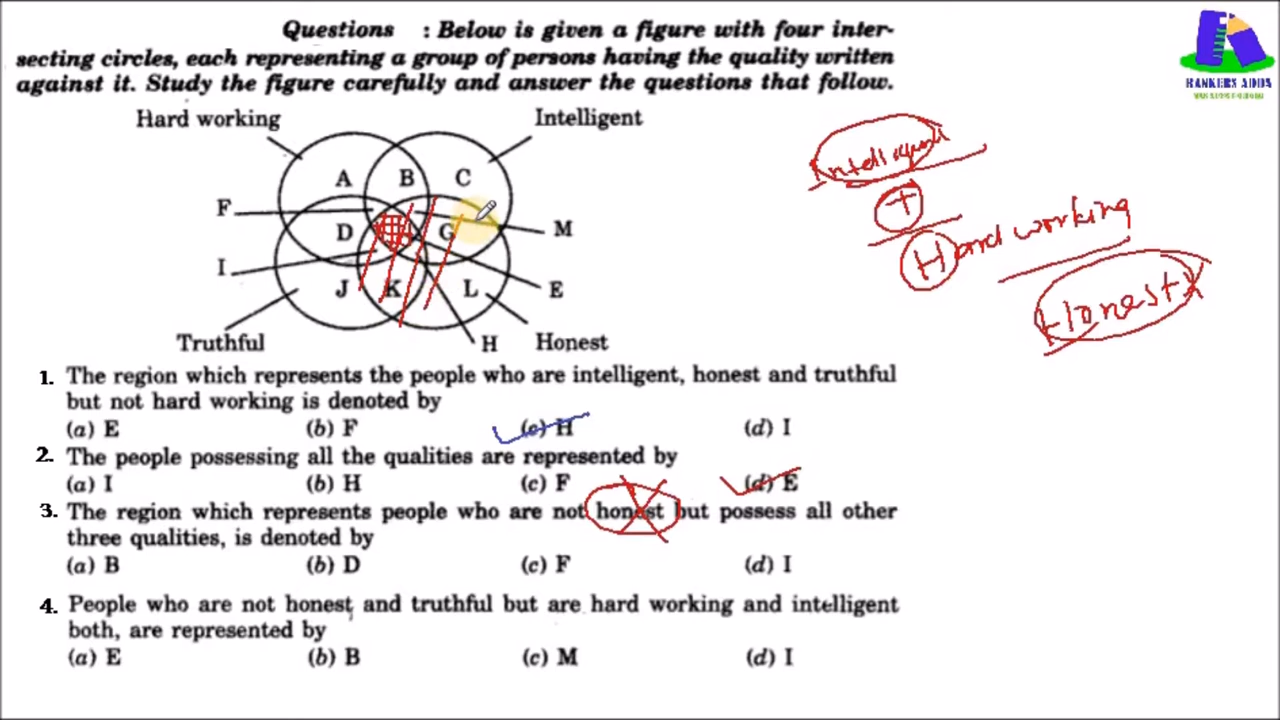 Questions : Below is given a figure with four inter-
secting circles, each representing a group of persons having the quality written
against it. Study the figure carefully and answer the questions that follow.
BANKERS ADDA
Hard working
Intelligent
A B C
F
D G M
I
J K L E
Truthful
H Honest
Intelligent
+
Hard working
Honest
1. The region which represents the people who are intelligent, honest and truthful
but not hard working is denoted by
(a) E (b) F (c) H (d) I
2. The people possessing all the qualities are represented by
(a) I (b) H (c) F (d) E
3. The region which represents people who are not honest but possess all other
three qualities, is denoted by
(a) B (b) D (c) F (d) I
4. People who are not honest and truthful but are hard working and intelligent
both, are represented by
(a) E (b) B (c) M (d) I